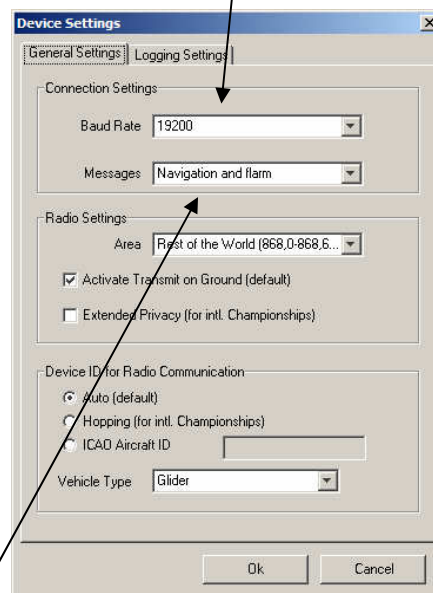 Device Settings
General Settings Logging Settings
Connection Settings
Baud Rate 19200
Messages Navigation and flarm
Radio Settings
Area Rest of the World (868,0-868,6...
Activate Transmit on Ground (default)
Extended Privacy (for intl. Championships)
Device ID for Radio Communication
Auto (default)
Hopping (for intl. Championships)
ICAO Aircraft ID
Vehicle Type Glider
Ok Cancel